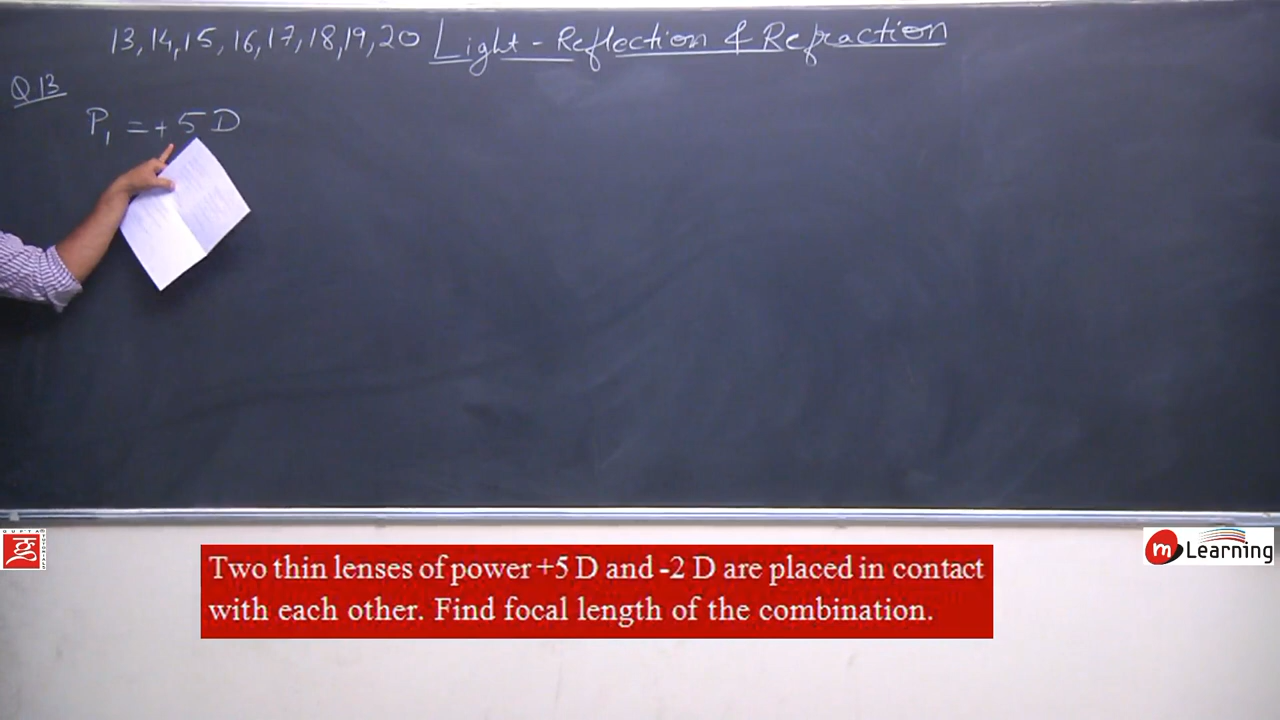 13, 14, 15, 16, 17, 18, 19, 20 Light - Reflection & Refraction
Q 13
P1 = + 5 D
m Learning
Two thin lenses of power +5 D and -2 D are placed in contact
with each other. Find focal length of the combination.